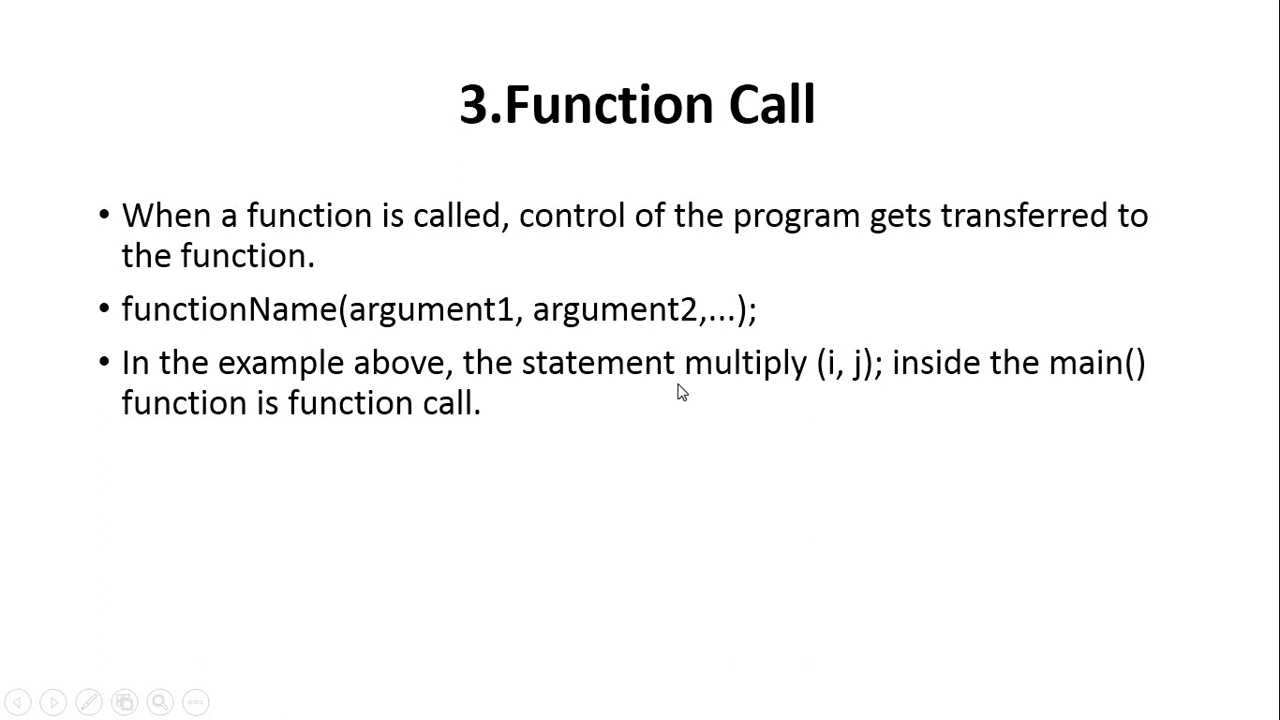 3.Function Call
• When a function is called, control of the program gets transferred to
the function.
• functionName(argument1, argument2,...);
• In the example above, the statement multiply (i, j); inside the main()
function is function call.